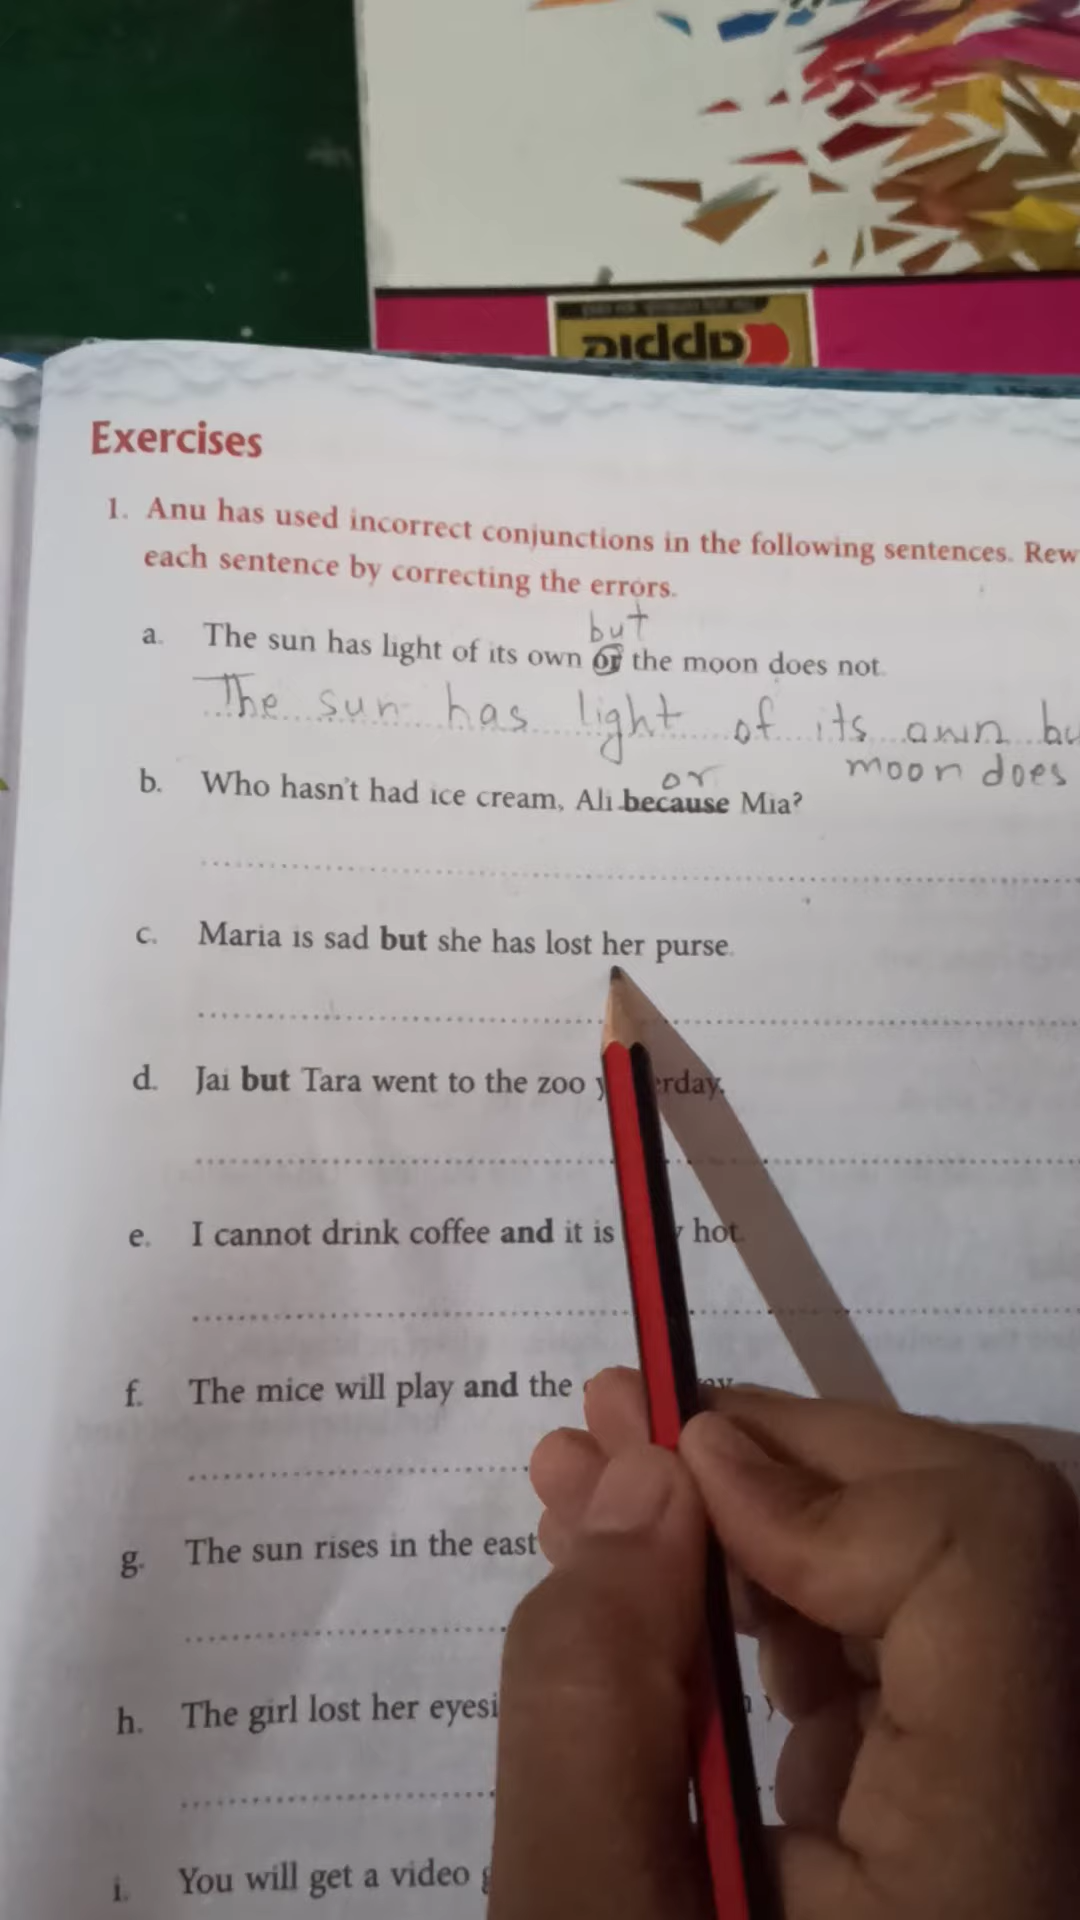 appic
Exercises
1. Anu has used incorrect conjunctions in the following sentences. Rew
each sentence by correcting the errors.
but
a. The sun has light of its own or the moon does not.
The sun has light of its own bu
moon does
or
b. Who hasn't had ice cream, Ali because Mia?
c. Maria is sad but she has lost her purse.
d. Jai but Tara went to the zoo
e. I cannot drink coffee and it is hot.
f. The mice will play and the
g. The sun rises in the east
h. The girl lost her eyesi
i. You will get a video